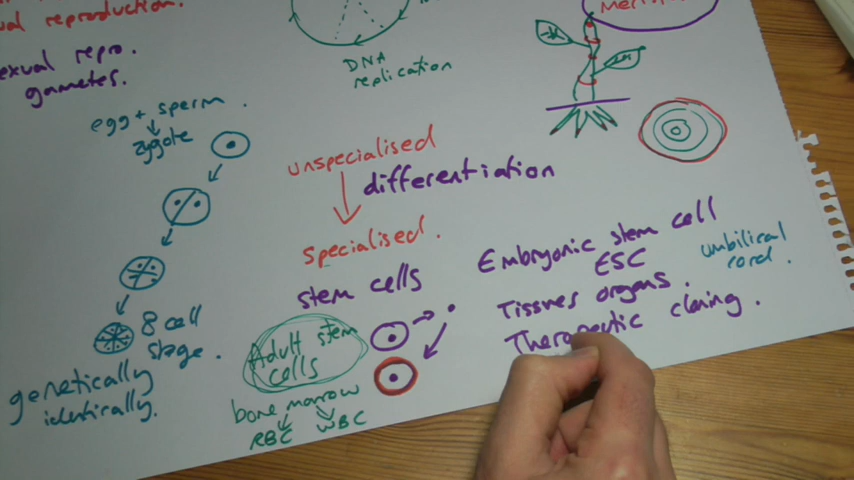 ual reproduction.
exual repro.
gametes.
DNA
replication
egg + sperm.
zygote
unspecialised
differentiation
specialised.
8 cell
stage.
genetically
identically.
stem cells
Adult stem
cells
bone marrow
RBC WBC
Embryonic stem cell
ESC
umbilical
cord.
Tissues organs.
Therapeutic cloning.